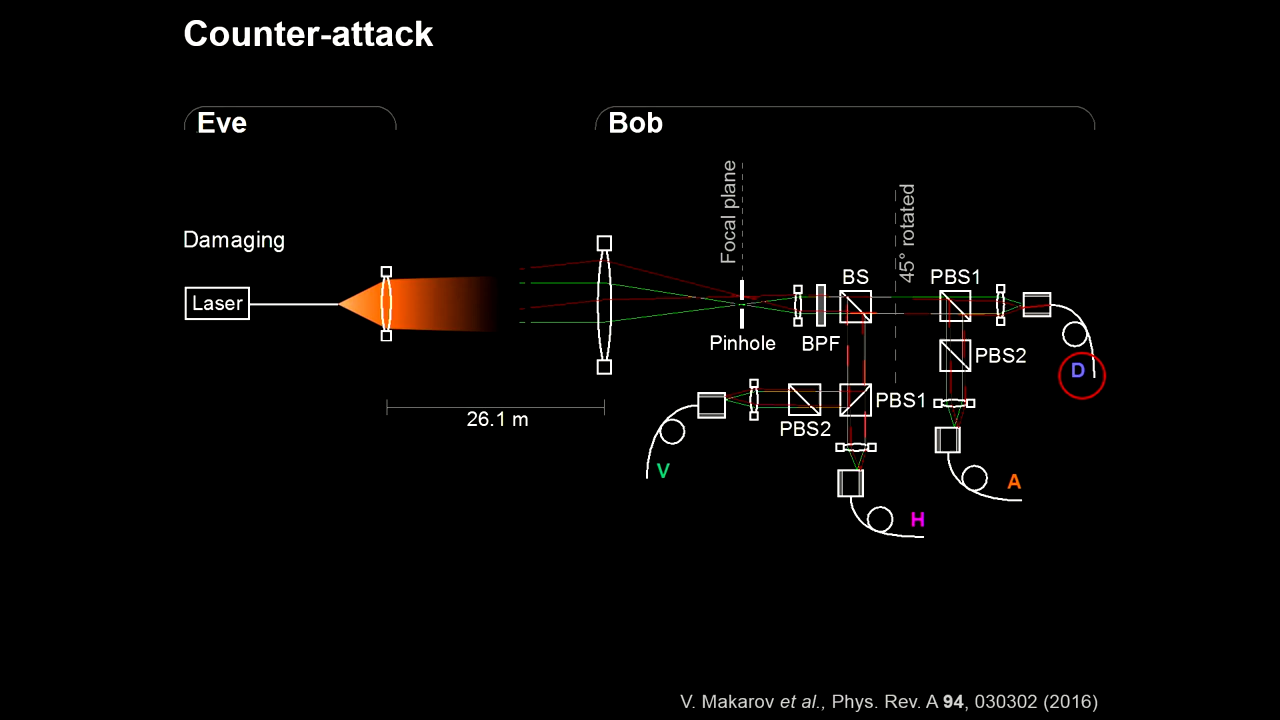 Counter-attack
Eve
Bob
Focal plane
45° rotated
Damaging
Laser
BS
PBS1
Pinhole
BPF
PBS2
D
26.1 m
PBS1
PBS2
V
A
H
V. Makarov et al., Phys. Rev. A 94, 030302 (2016)